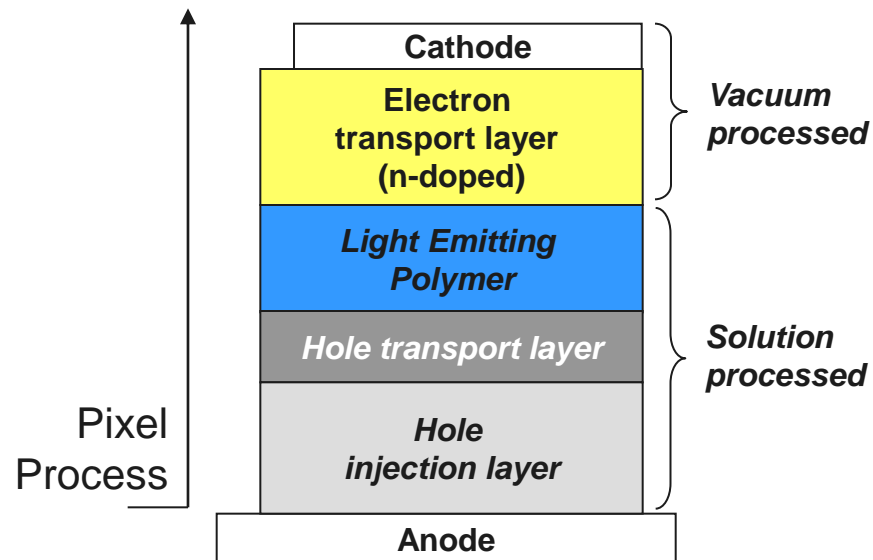 Cathode
Electron
transport layer
(n-doped)
Vacuum
processed
Light Emitting
Polymer
Hole transport layer
Solution
processed
Pixel
Process
Hole
injection layer
Anode